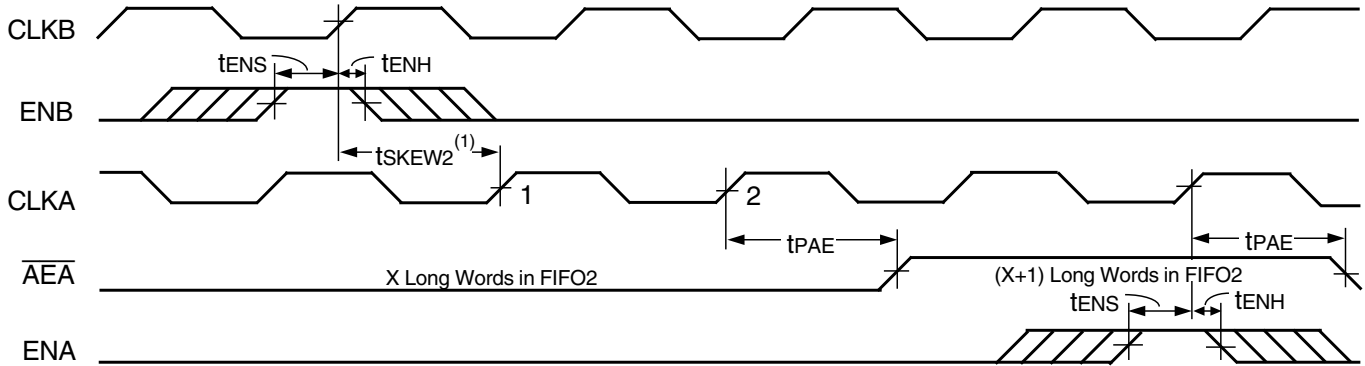 CLKB
tENS tENH
ENB
tSKEW2(1)
CLKA 1 2
tPAE tPAE
AEA X Long Words in FIFO2 (X+1) Long Words in FIFO2
tENS tENH
ENA